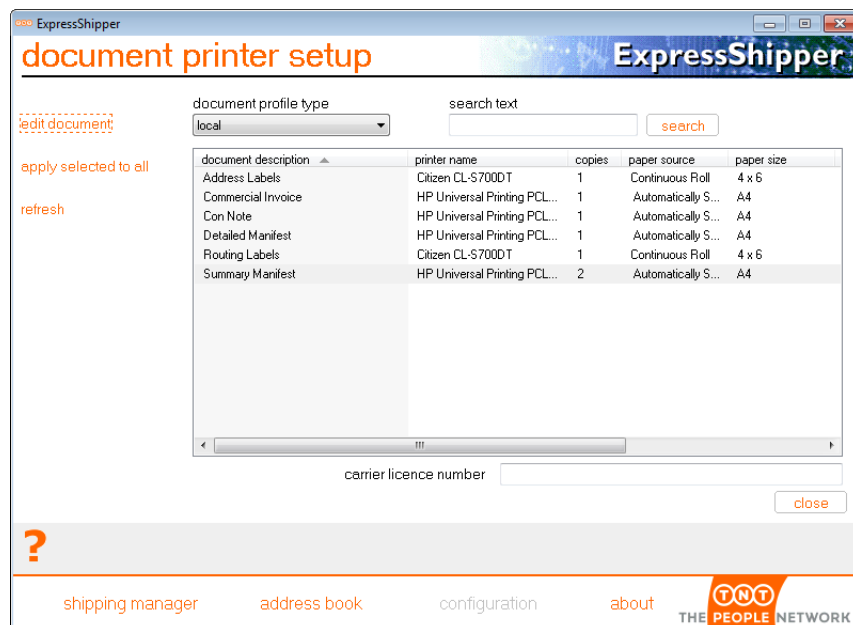 ExpressShipper
document printer setup
ExpressShipper
document profile type
search text
edit document
local
search
apply selected to all
refresh
document description printer name copies paper source paper size
Address Labels Citizen CL-S700DT 1 Continuous Roll 4 x 6
Commercial Invoice HP Universal Printing PCL... 1 Automatically S... A4
Con Note HP Universal Printing PCL... 1 Automatically S... A4
Detailed Manifest HP Universal Printing PCL... 1 Automatically S... A4
Routing Labels Citizen CL-S700DT 1 Continuous Roll 4 x 6
Summary Manifest HP Universal Printing PCL... 2 Automatically S... A4
carrier licence number
close
?
shipping manager address book configuration about
TNT
THE PEOPLE NETWORK